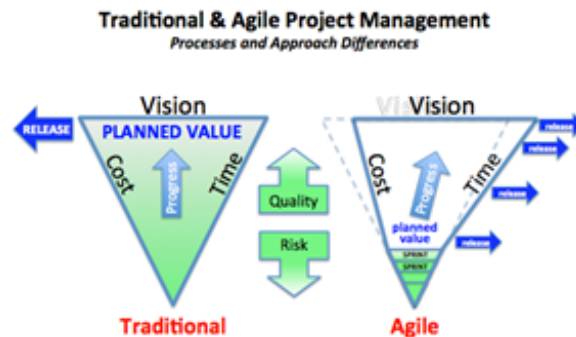 Traditional & Agile Project Management
Processes and Approach Differences
Vision
RELEASE
PLANNED VALUE
Cost
Progress
Time
Traditional
Quality
Risk
Vision
Cost
Progress
Time
planned
value
SPRINT
SPRINT
release
release
release
release
Agile